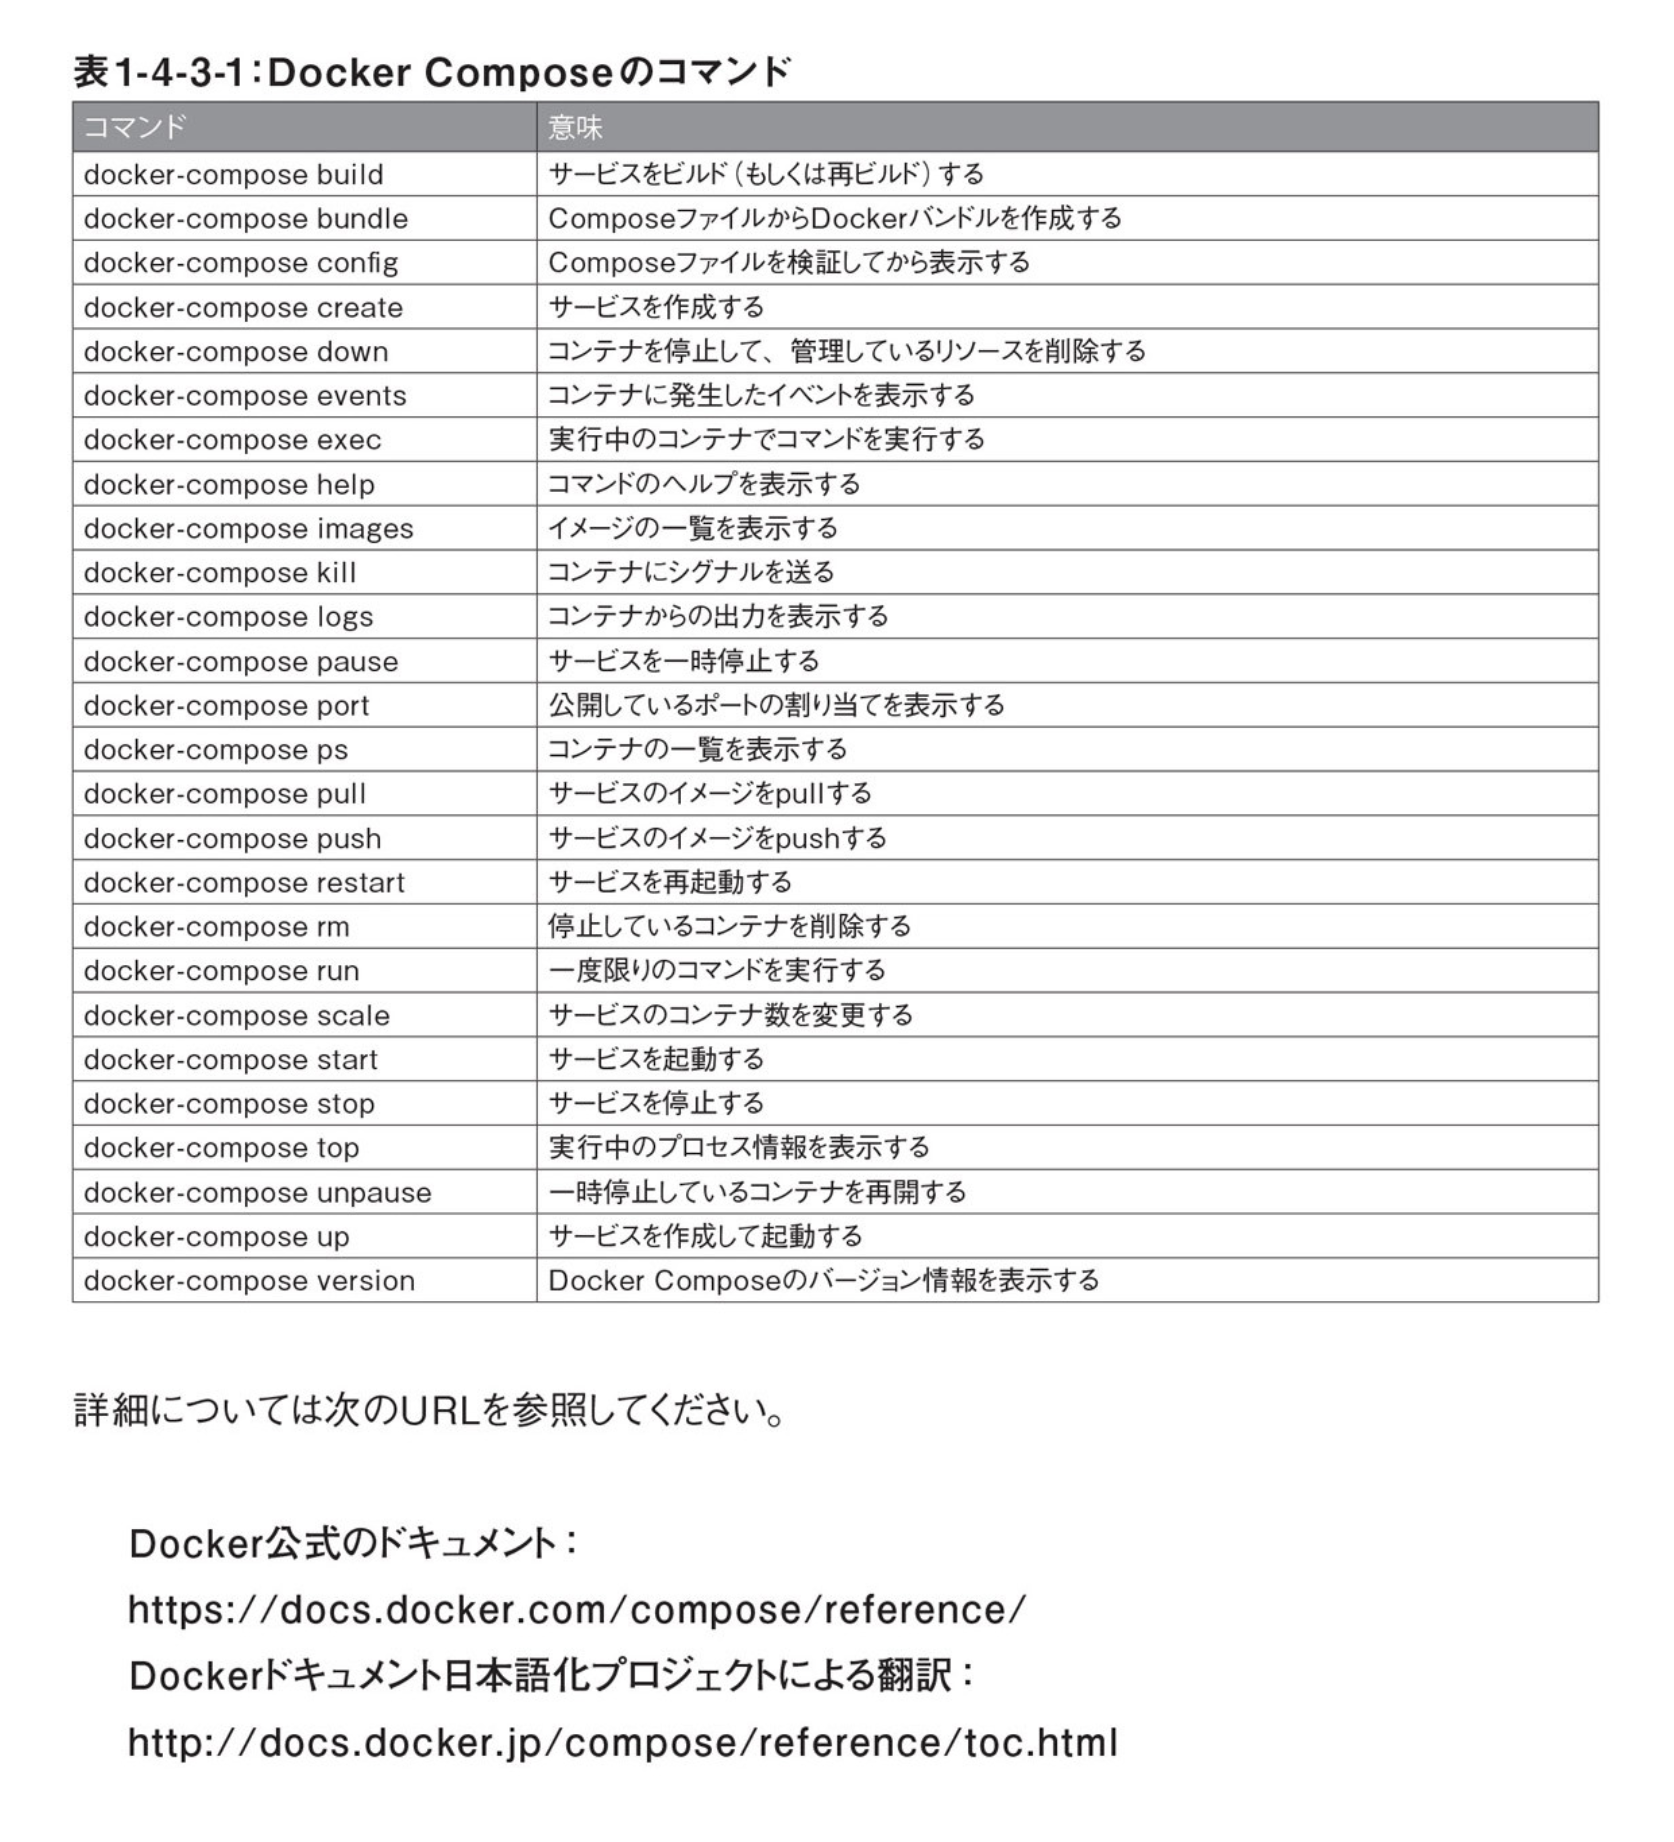 表1-4-3-1：Docker Composeのコマンド
コマンド 意味
docker-compose build サービスをビルド（もしくは再ビルド）する
docker-compose bundle ComposeファイルからDockerバンドルを作成する
docker-compose config Composeファイルを検証してから表示する
docker-compose create サービスを作成する
docker-compose down コンテナを停止して、管理しているリソースを削除する
docker-compose events コンテナに発生したイベントを表示する
docker-compose exec 実行中のコンテナでコマンドを実行する
docker-compose help コマンドのヘルプを表示する
docker-compose images イメージの一覧を表示する
docker-compose kill コンテナにシグナルを送る
docker-compose logs コンテナからの出力を表示する
docker-compose pause サービスを一時停止する
docker-compose port 公開しているポートの割り当てを表示する
docker-compose ps コンテナの一覧を表示する
docker-compose pull サービスのイメージをpullする
docker-compose push サービスのイメージをpushする
docker-compose restart サービスを再起動する
docker-compose rm 停止しているコンテナを削除する
docker-compose run 一度限りのコマンドを実行する
docker-compose scale サービスのコンテナ数を変更する
docker-compose start サービスを起動する
docker-compose stop サービスを停止する
docker-compose top 実行中のプロセス情報を表示する
docker-compose unpause 一時停止しているコンテナを再開する
docker-compose up サービスを作成して起動する
docker-compose version Docker Composeのバージョン情報を表示する
詳細については次のURLを参照してください。
Docker公式のドキュメント：
https://docs.docker.com/compose/reference/
Dockerドキュメント日本語化プロジェクトによる翻訳：
http://docs.docker.jp/compose/reference/toc.html